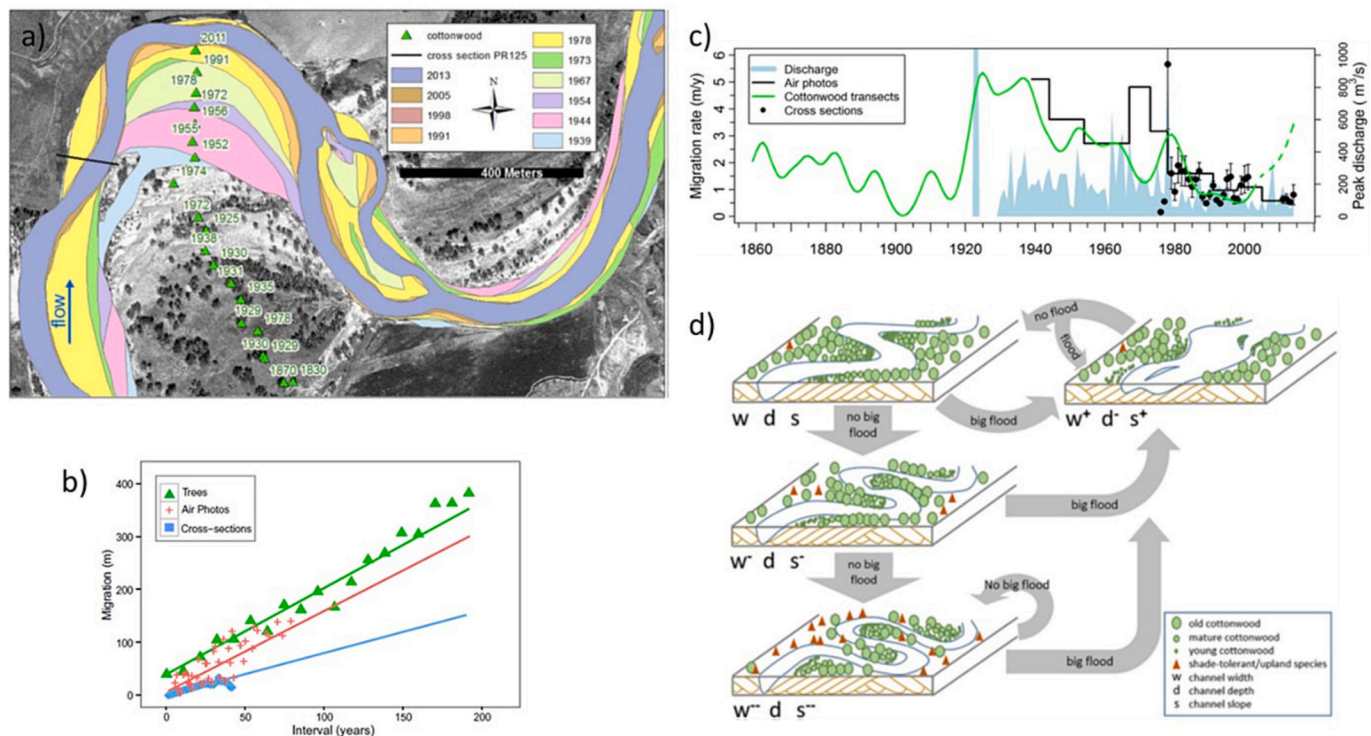 a)
cottonwood
cross section PR125
2013
2005
1998
1991
1978
1973
1967
1954
1944
1939
N
400 Meters
2011
1991
1978
1972
1956
1955
1952
1974
1972
1925
1938
1930
1931
1935
1929
1978
1930
1929
1870
1830
flow
b)
Trees
Air Photos
Cross-sections
Migration (m)
400
300
200
100
0
0
50
100
150
200
Interval (years)
c)
Discharge
Air photos
Cottonwood transects
Cross sections
Migration rate (m/y)
6
5
4
3
2
1
0
1860
1880
1900
1920
1940
1960
1980
2000
Peak discharge ( m³/s)
1000
800
600
400
200
0
d)
no flood
flood
w d s
no big
flood
big flood
w⁺ d⁻ s⁺
w⁻ d s⁻
big flood
no big
flood
No big flood
w⁻⁻ d s⁻⁻
big flood
old cottonwood
mature cottonwood
young cottonwood
shade-tolerant/upland species
w channel width
d channel depth
s channel slope